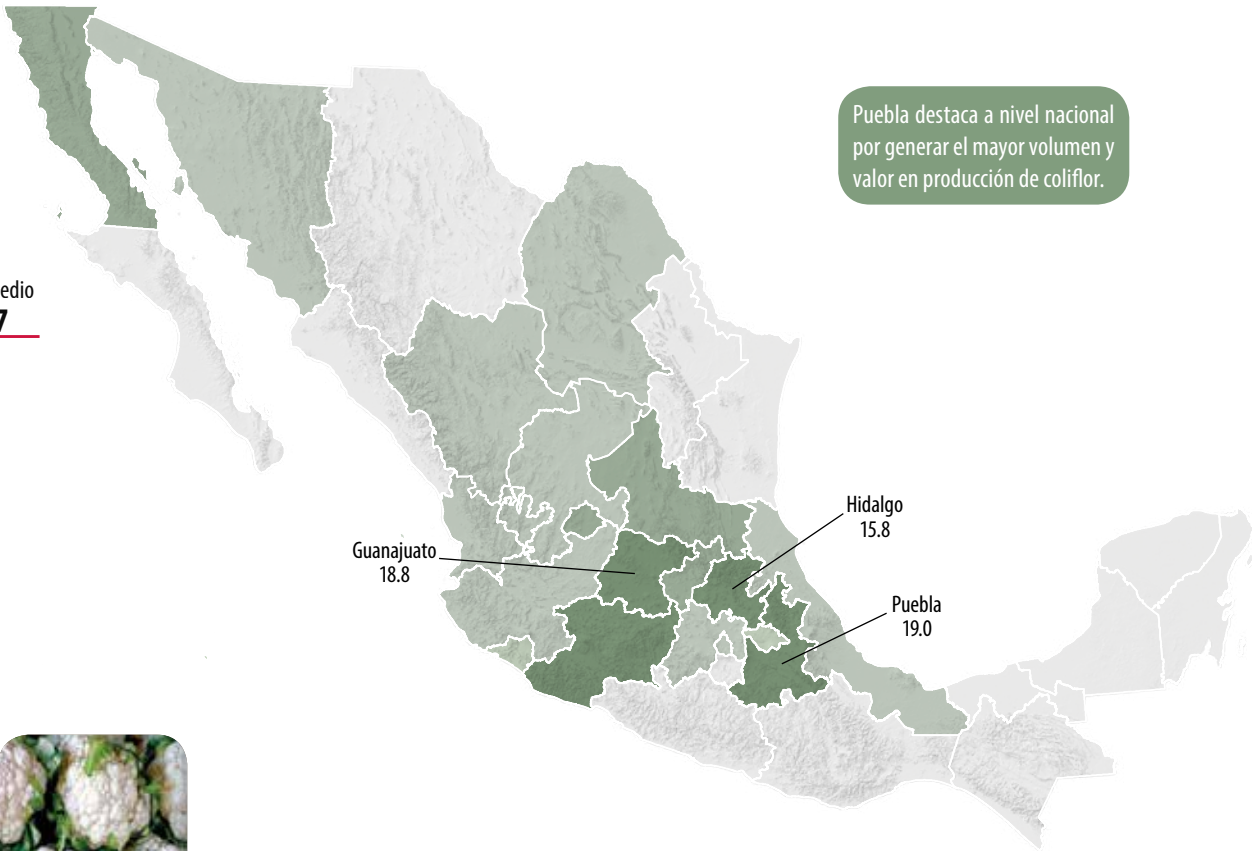 Puebla destaca a nivel nacional
por generar el mayor volumen y
valor en producción de coliflor.
edio
7
Hidalgo
15.8
Guanajuato
18.8
Puebla
19.0